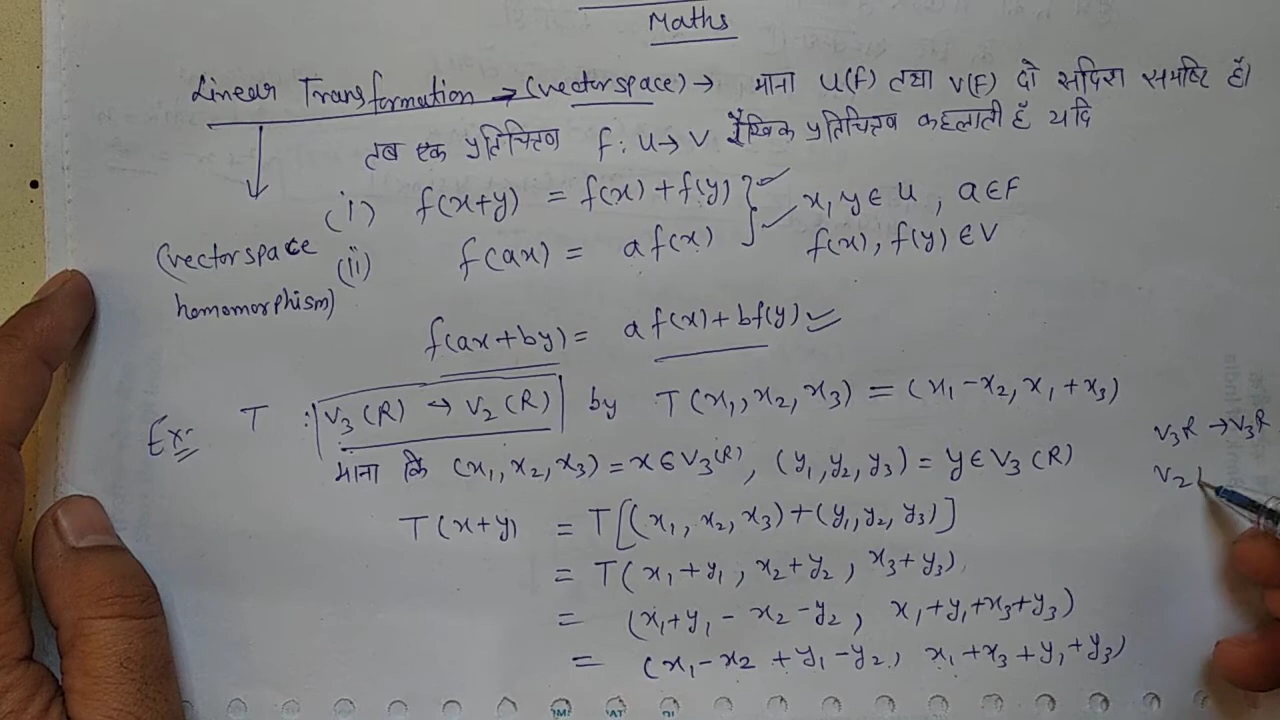 Maths
Linear Transformation → (vectorspace) → माना U(F) तथा V(F) दो सदिश समष्टि हैं।
तब एक प्रतिचित्रण f: U→V रैखिक प्रतिचित्रण कहलाती हैं यदि
(i) f(x+y) = f(x) + f(y)
x, y ∈ U, a ∈ F
(vectorspace homomorphism)
(ii) f(ax) = a f(x)
f(x), f(y) ∈ V
f(ax+by) = a f(x) + b f(y)
Ex:- T : V₃(R) → V₂(R) by T(x₁, x₂, x₃) = (x₁ - x₂, x₁ + x₃)
माना कि (x₁, x₂, x₃) = x ∈ V₃(R), (y₁, y₂, y₃) = y ∈ V₃(R)
V₃R → V₃R
V₂
T(x+y) = T[(x₁, x₂, x₃) + (y₁, y₂, y₃)]
= T(x₁ + y₁, x₂ + y₂, x₃ + y₃)
= (x₁ + y₁ - x₂ - y₂, x₁ + y₁ + x₃ + y₃)
= (x₁ - x₂ + y₁ - y₂, x₁ + x₃ + y₁ + y₃)